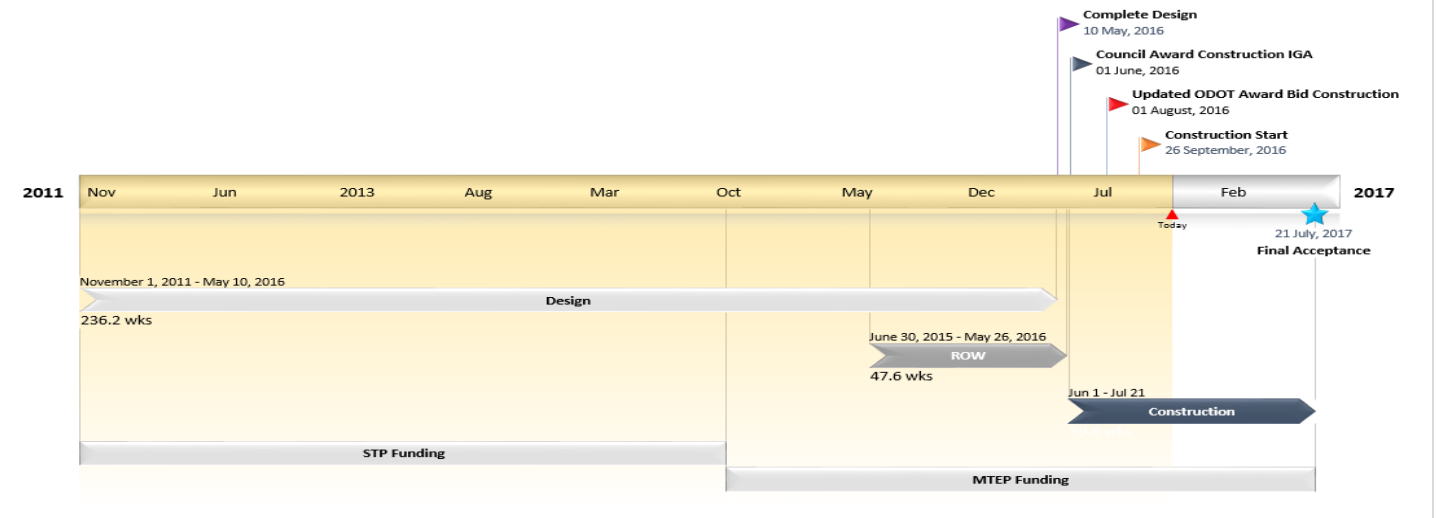 Complete Design
10 May, 2016
Council Award Construction IGA
01 June, 2016
Updated ODOT Award Bid Construction
01 August, 2016
Construction Start
26 September, 2016
2011 Nov Jun 2013 Aug Mar Oct May Dec Jul Feb 2017
Today
21 July, 2017
Final Acceptance
November 1, 2011 - May 10, 2016
Design
236.2 wks
June 30, 2015 - May 26, 2016
ROW
47.6 wks
Jun 1 - Jul 21
Construction
STP Funding
MTEP Funding